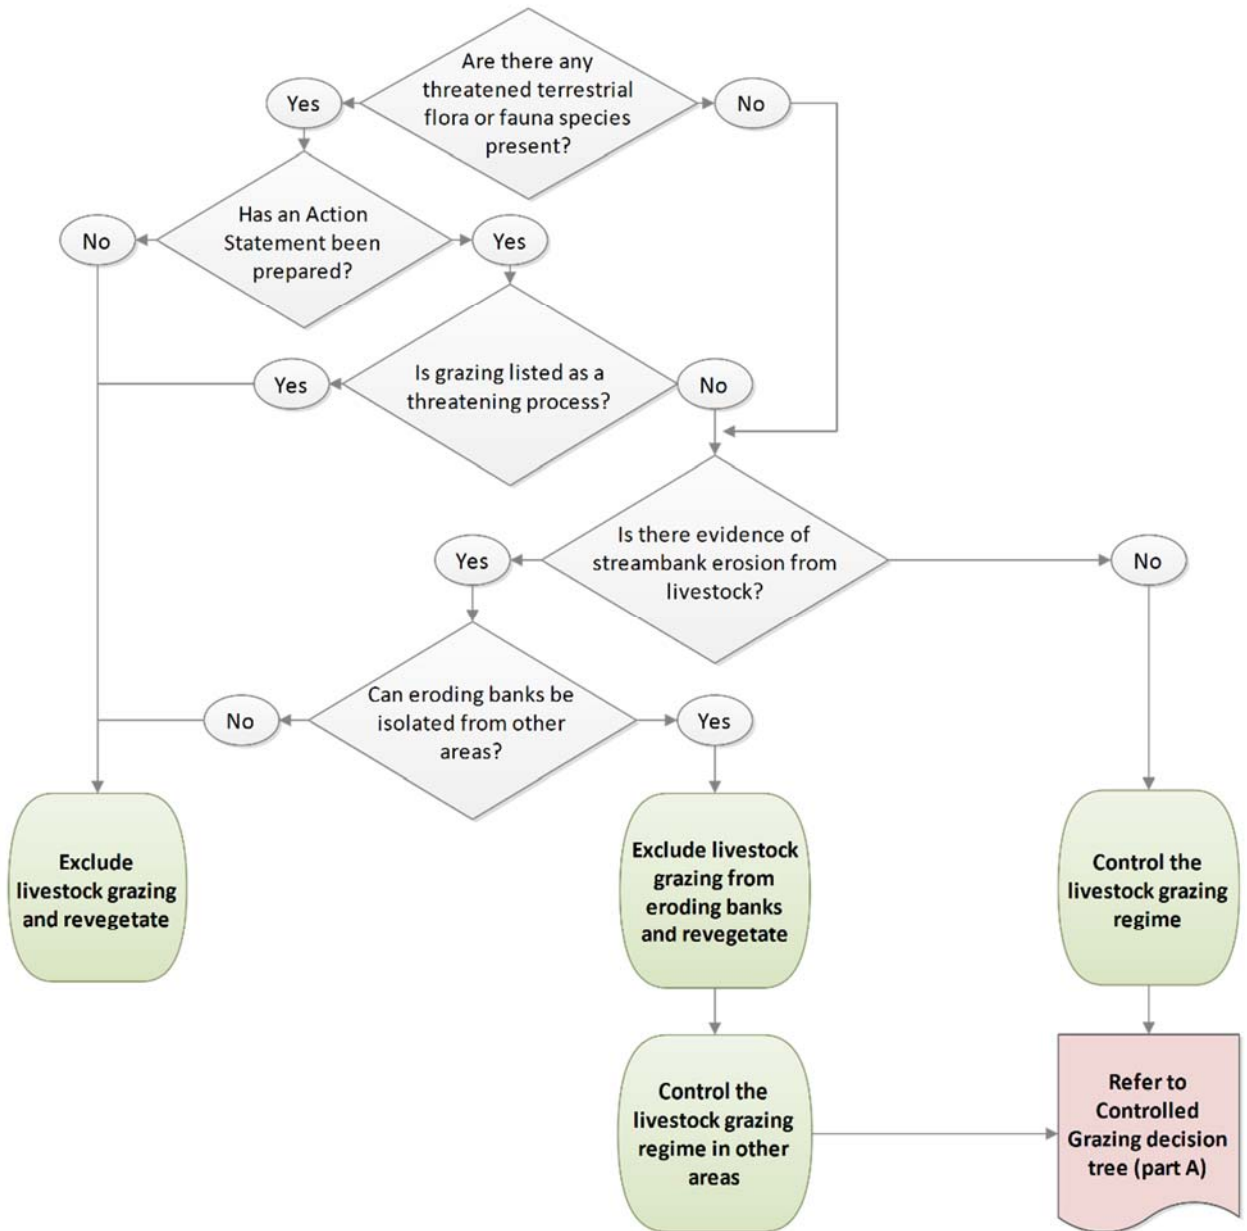 Are there any
threatened terrestrial
flora or fauna species
present?
Yes
No
Has an Action
Statement been
prepared?
No
Yes
Is grazing listed as a
threatening process?
Yes
No
Is there evidence of
streambank erosion from
livestock?
Yes
No
Can eroding banks be
isolated from other
areas?
No
Yes
Exclude
livestock grazing
and revegetate
Exclude livestock
grazing from
eroding banks
and revegetate
Control the
livestock grazing
regime
Control the
livestock grazing
regime in other
areas
Refer to
Controlled
Grazing decision
tree (part A)